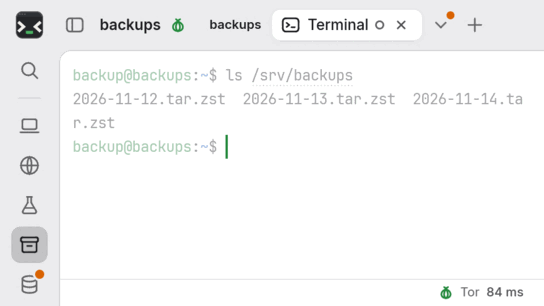 backups
backups
Terminal
backup@backups:~$ ls /srv/backups
2026-11-12.tar.zst  2026-11-13.tar.zst  2026-11-14.ta
r.zst
backup@backups:~$
Tor 84 ms